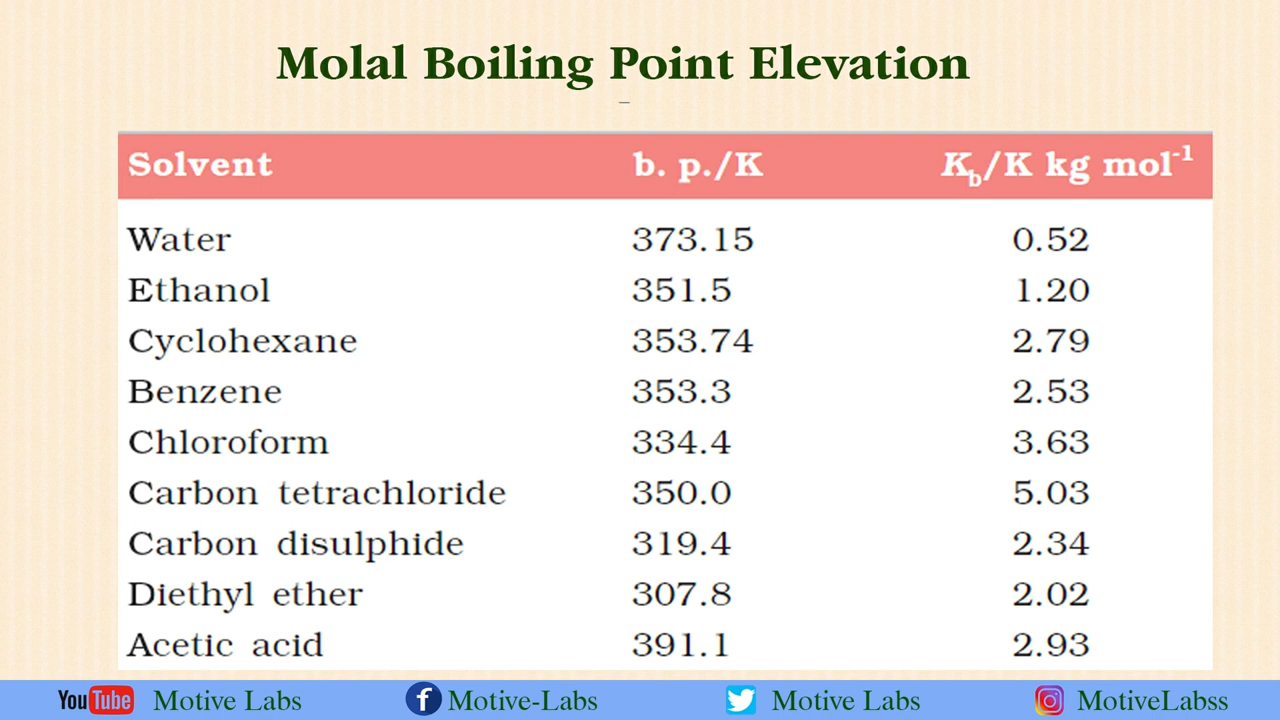 Molal Boiling Point Elevation
Solvent b. p./K Kb/K kg mol⁻¹
Water 373.15 0.52
Ethanol 351.5 1.20
Cyclohexane 353.74 2.79
Benzene 353.3 2.53
Chloroform 334.4 3.63
Carbon tetrachloride 350.0 5.03
Carbon disulphide 319.4 2.34
Diethyl ether 307.8 2.02
Acetic acid 391.1 2.93
YouTube Motive Labs f Motive-Labs Motive Labs MotiveLabss